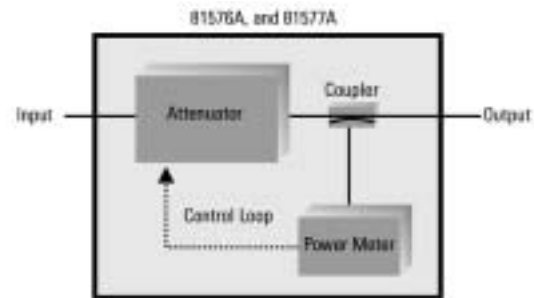 81576A, and 81577A
Coupler
Input
Attenuator
Output
Control Loop
Power Meter